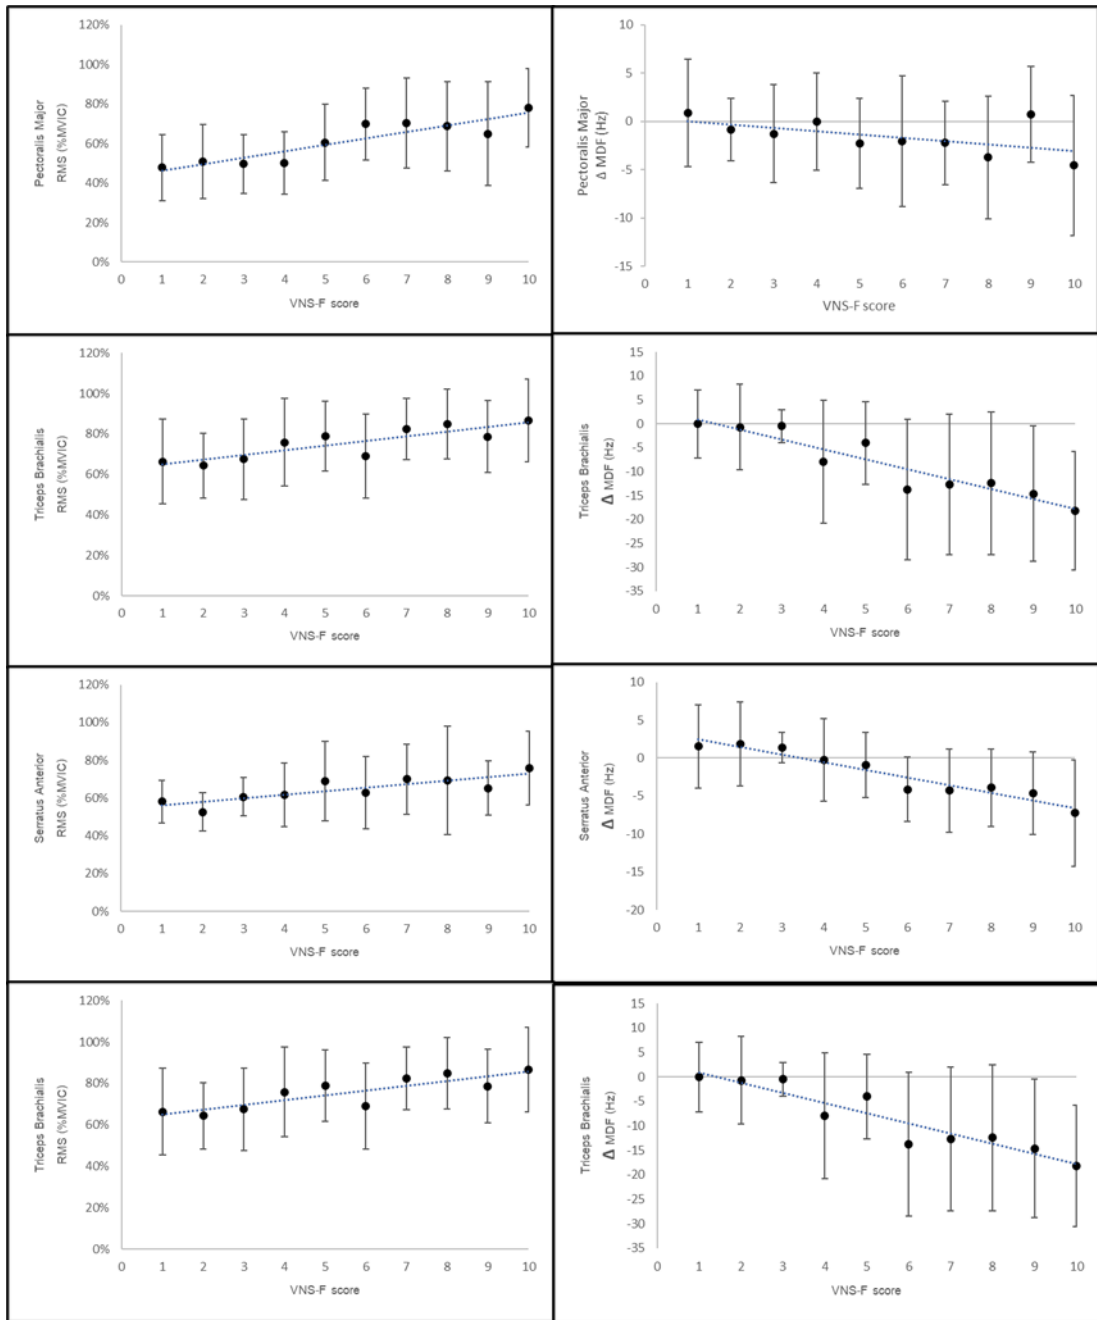 120%
100%
80%
60%
40%
20%
0%
Pectoralis Major
RMS (%MVIC)
0 1 2 3 4 5 6 7 8 9 10
VNS-F score
10
5
0
-5
-10
-15
Pectoralis Major
Δ MDF (Hz)
0 1 2 3 4 5 6 7 8 9 10
VNS-F score
120%
100%
80%
60%
40%
20%
0%
Triceps Brachialis
RMS (%MVIC)
0 1 2 3 4 5 6 7 8 9 10
VNS-F score
15
10
5
0
-5
-10
-15
-20
-25
-30
-35
Triceps Brachialis
Δ MDF (Hz)
0 1 2 3 4 5 6 7 8 9 10
VNS-F score
120%
100%
80%
60%
40%
20%
0%
Serratus Anterior
RMS (%MVIC)
0 1 2 3 4 5 6 7 8 9 10
VNS-F score
10
5
0
-5
-10
-15
-20
Serratus Anterior
Δ MDF (Hz)
0 1 2 3 4 5 6 7 8 9 10
VNS-F score
120%
100%
80%
60%
40%
20%
0%
Triceps Brachialis
RMS (%MVIC)
0 1 2 3 4 5 6 7 8 9 10
VNS-F score
15
10
5
0
-5
-10
-15
-20
-25
-30
-35
Triceps Brachialis
Δ MDF (Hz)
0 1 2 3 4 5 6 7 8 9 10
VNS-F score